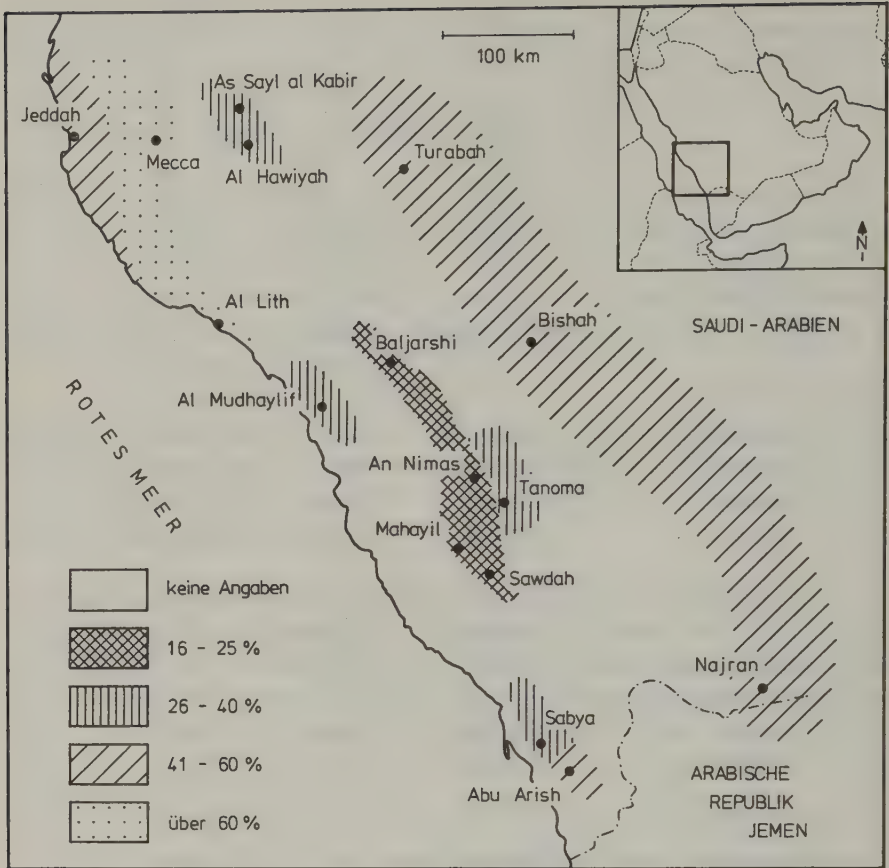 100 km
N
As Sayl al Kabir
Jeddah
Mecca
Al Hawiyah
Turabah
Al Lith
Bishah
SAUDI-ARABIEN
Baljarshi
Al Mudhaylif
ROTES MEER
An Nimas
Tanoma
Mahayil
Sawdah
keine Angaben
16 - 25 %
26 - 40 %
41 - 60 %
über 60 %
Najran
Sabya
Abu Arish
ARABISCHE
REPUBLIK
JEMEN